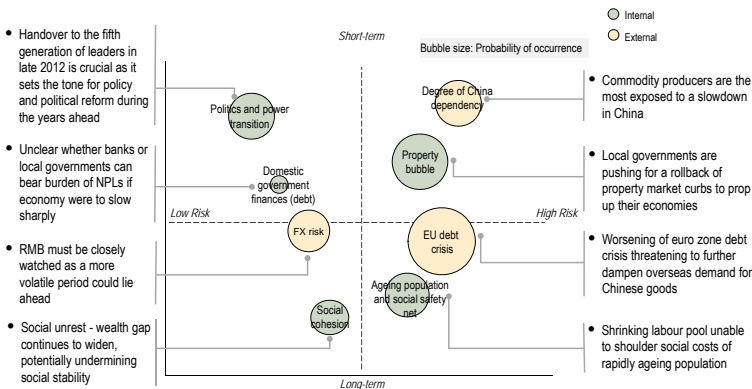 Internal
External
Short-term
Bubble size: Probability of occurrence
• Handover to the fifth
generation of leaders in
late 2012 is crucial as it
sets the tone for policy
and political reform during
the years ahead
• Unclear whether banks or
local governments can
bear burden of NPLs if
economy were to slow
sharply
• RMB must be closely
watched as a more
volatile period could lie
ahead
• Social unrest - wealth gap
continues to widen,
potentially undermining
social stability
Politics and power
transition
Degree of China
dependency
Property
bubble
Domestic
government
finances (debt)
Low Risk
High Risk
FX risk
EU debt
crisis
Ageing population
and social safety
net
Social
cohesion
Long-term
• Commodity producers are the
most exposed to a slowdown
in China
• Local governments are
pushing for a rollback of
property market curbs to prop
up their economies
• Worsening of euro zone debt
crisis threatening to further
dampen overseas demand for
Chinese goods
• Shrinking labour pool unable
to shoulder social costs of
rapidly ageing population